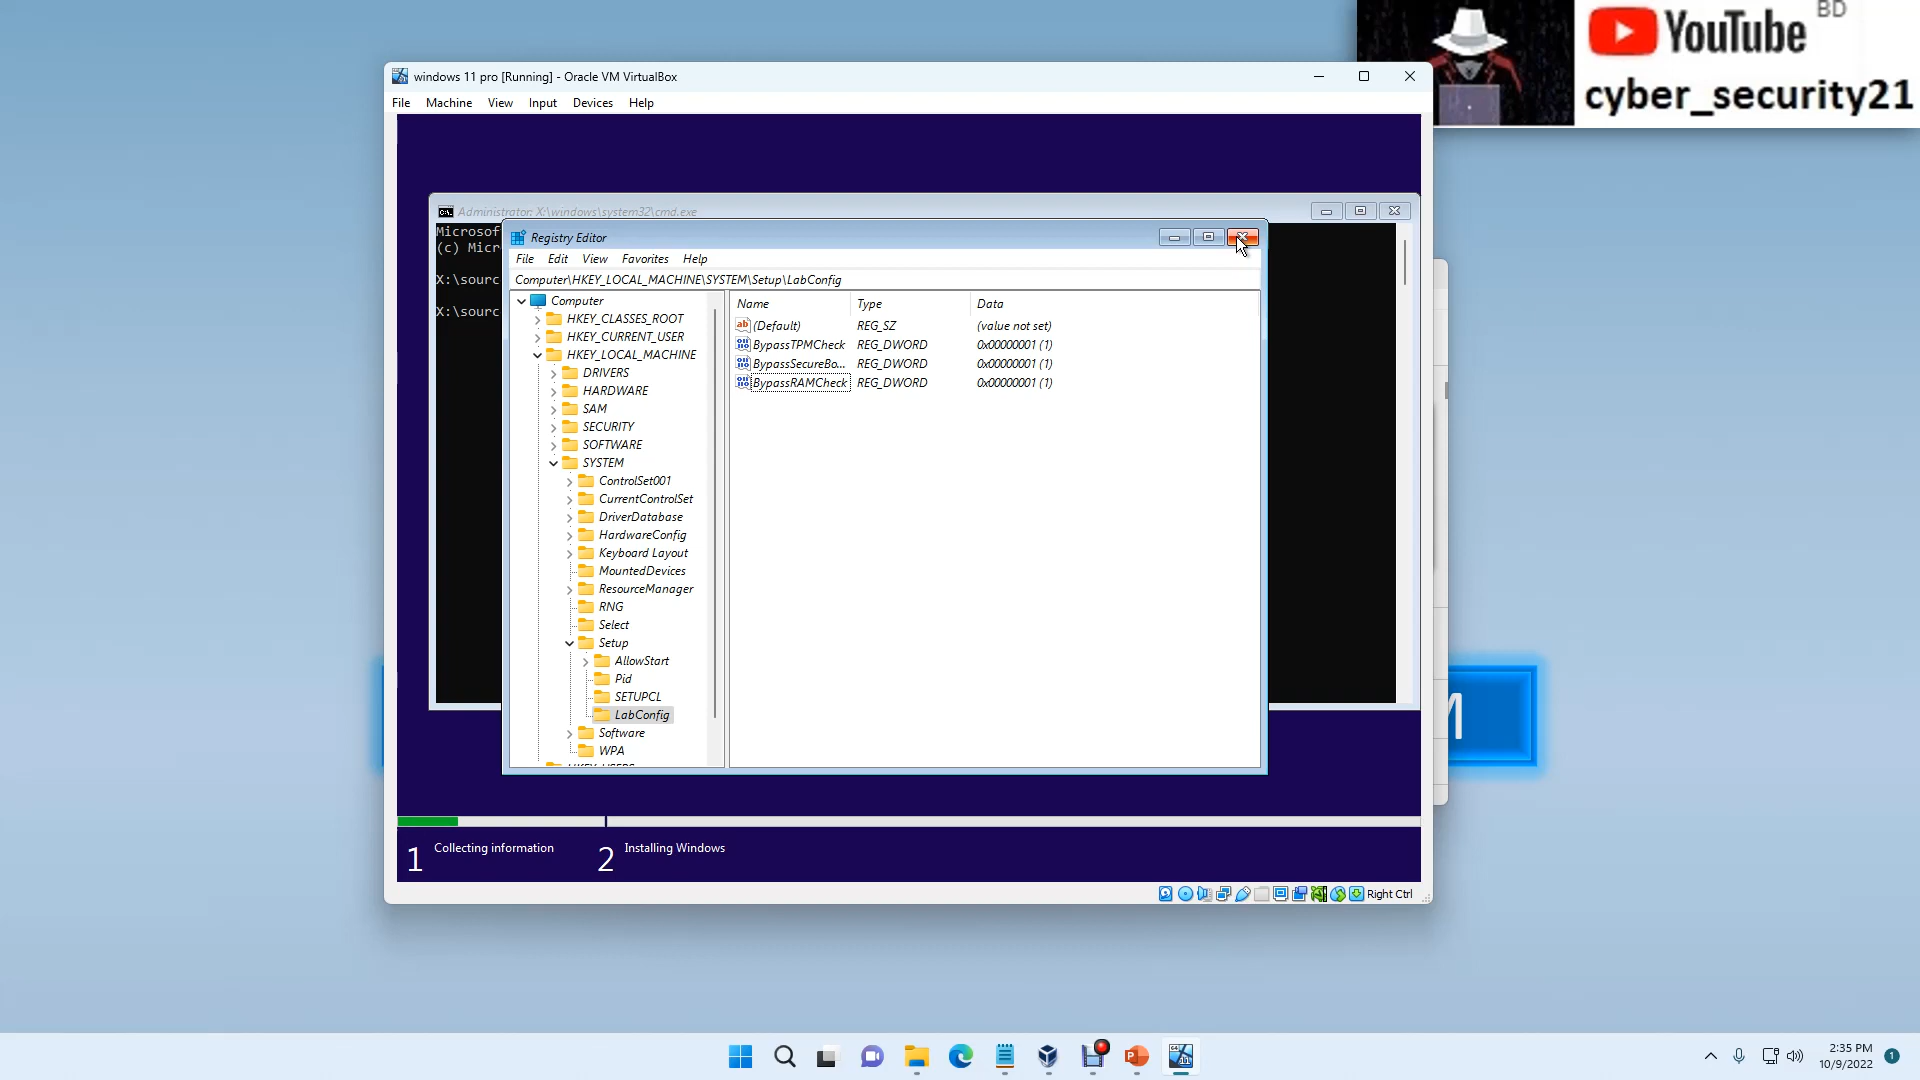 BD
YouTube
cyber_security21
windows 11 pro [Running] - Oracle VM VirtualBox
File Machine View Input Devices Help
Administrator: X:\windows\system32\cmd.exe
Microsof
(c) Micr
X:\sourc
X:\sourc
Registry Editor
File Edit View Favorites Help
Computer\HKEY_LOCAL_MACHINE\SYSTEM\Setup\LabConfig
Computer
HKEY_CLASSES_ROOT
HKEY_CURRENT_USER
HKEY_LOCAL_MACHINE
DRIVERS
HARDWARE
SAM
SECURITY
SOFTWARE
SYSTEM
ControlSet001
CurrentControlSet
DriverDatabase
HardwareConfig
Keyboard Layout
MountedDevices
ResourceManager
RNG
Select
Setup
AllowStart
Pid
SETUPCL
LabConfig
Software
WPA
Name Type Data
(Default) REG_SZ (value not set)
BypassTPMCheck REG_DWORD 0x00000001 (1)
BypassSecureBo... REG_DWORD 0x00000001 (1)
BypassRAMCheck REG_DWORD 0x00000001 (1)
M
1 Collecting information 2 Installing Windows
Right Ctrl
2:35 PM
10/9/2022
1